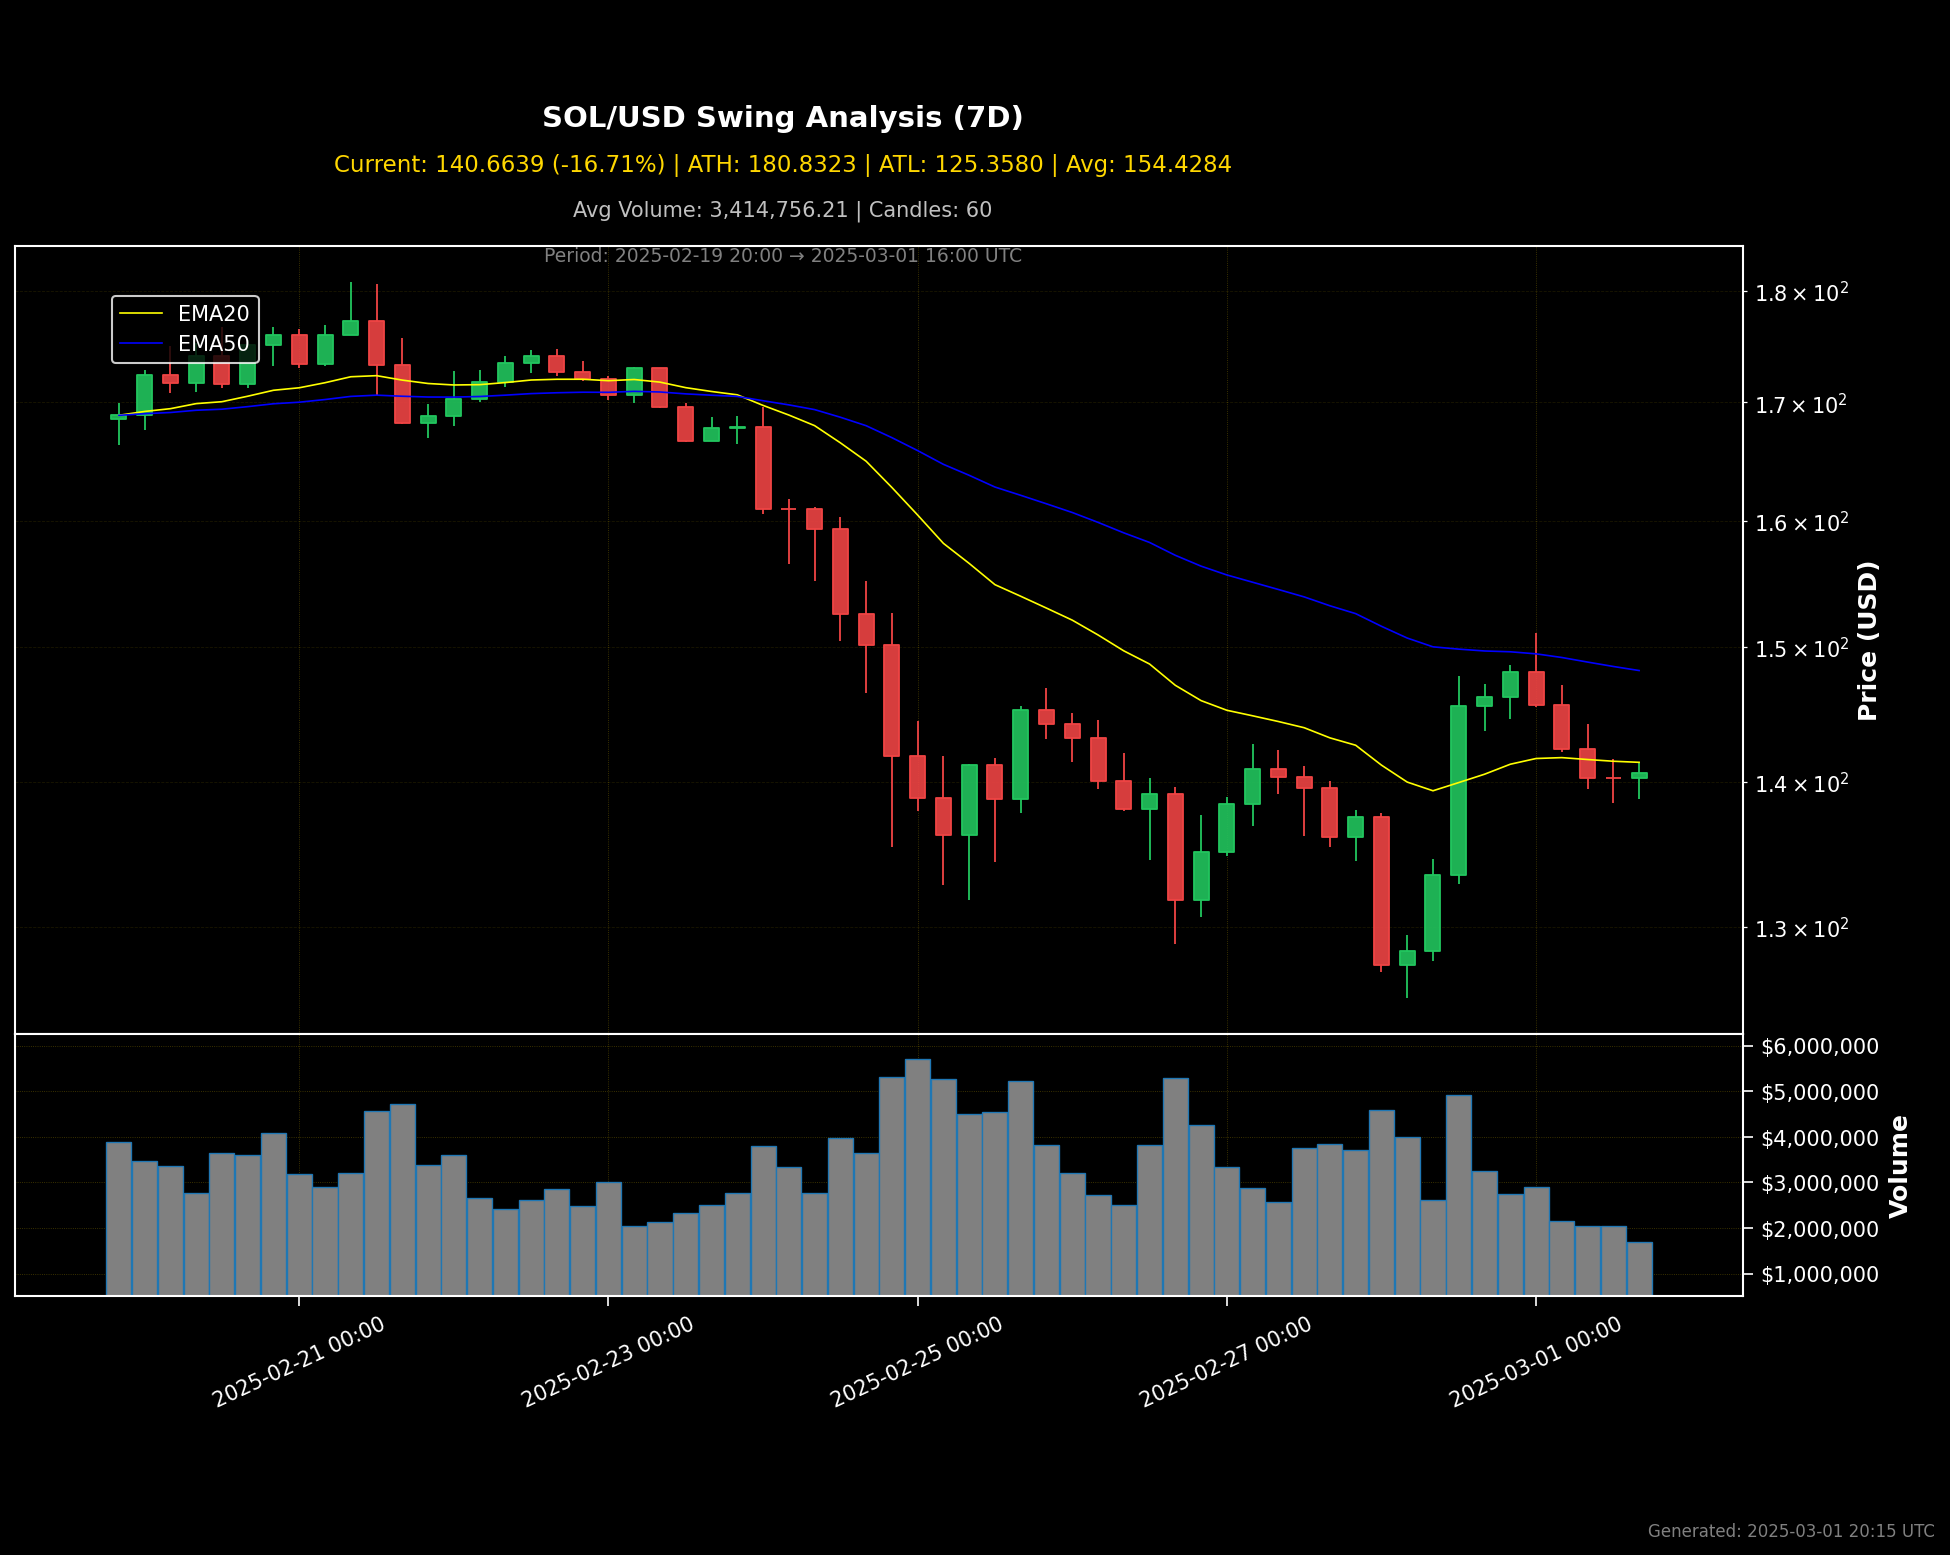 SOL/USD Swing Analysis (7D)
Current: 140.6639 (-16.71%) | ATH: 180.8323 | ATL: 125.3580 | Avg: 154.4284
Avg Volume: 3,414,756.21 | Candles: 60
Period: 2025-02-19 20:00 → 2025-03-01 16:00 UTC
EMA20
EMA50
1.8 × 10²
1.7 × 10²
1.6 × 10²
1.5 × 10²
1.4 × 10²
1.3 × 10²
Price (USD)
$6,000,000
$5,000,000
$4,000,000
$3,000,000
$2,000,000
$1,000,000
Volume
2025-02-21 00:00
2025-02-23 00:00
2025-02-25 00:00
2025-02-27 00:00
2025-03-01 00:00
Generated: 2025-03-01 20:15 UTC